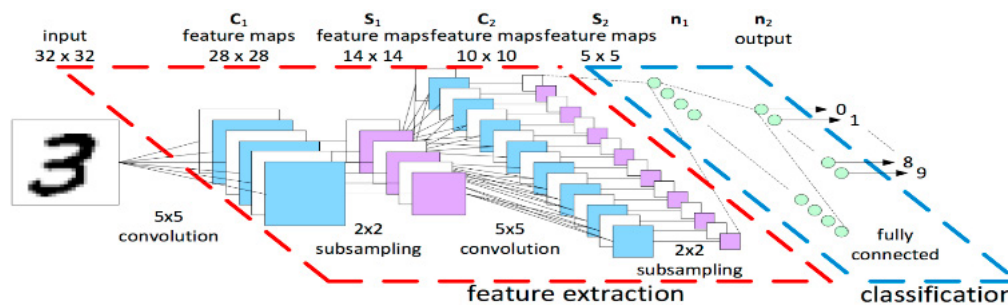 C1 S1 C2 S2 n1 n2
input feature maps feature maps feature maps feature maps output
32 x 32 28 x 28 14 x 14 10 x 10 5 x 5
3
0
1
8
9
5x5 2x2 5x5 2x2 fully
convolution subsampling convolution subsampling connected
feature extraction classification